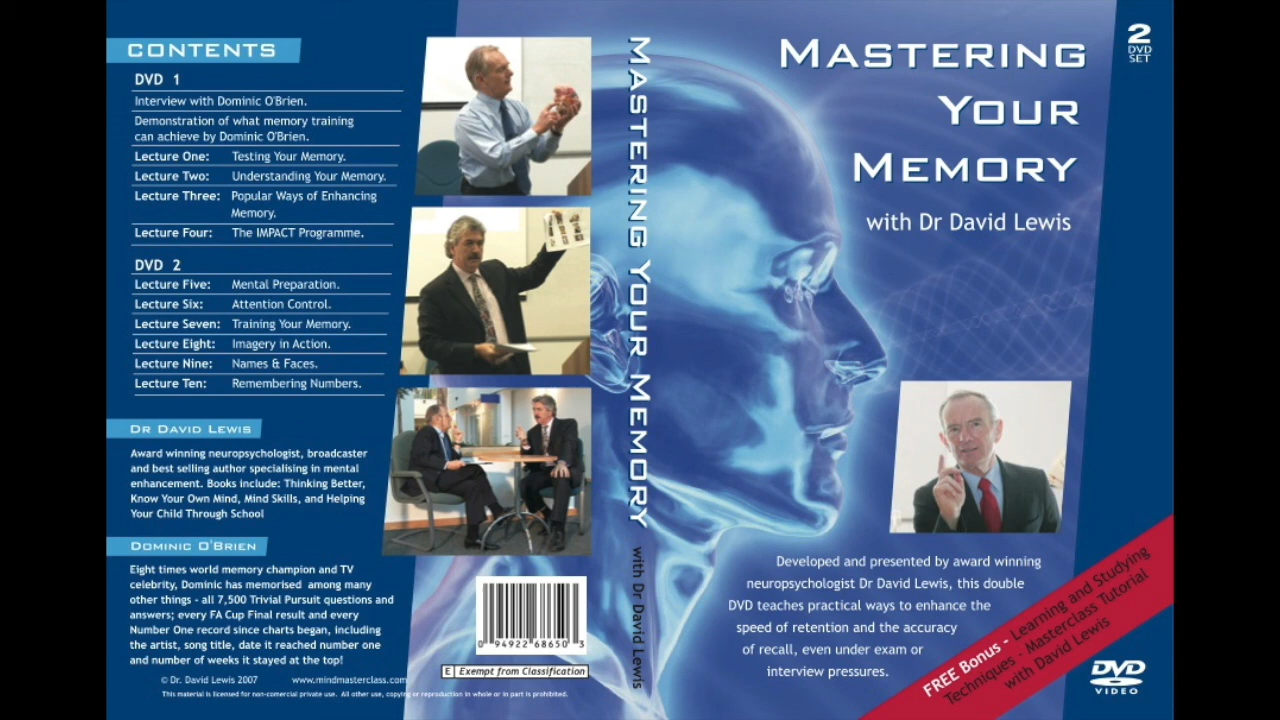 CONTENTS
DVD 1
Interview with Dominic O'Brien.
Demonstration of what memory training
can achieve by Dominic O'Brien.
Lecture One: Testing Your Memory.
Lecture Two: Understanding Your Memory.
Lecture Three: Popular Ways of Enhancing
Memory.
Lecture Four: The IMPACT Programme.
DVD 2
Lecture Five: Mental Preparation.
Lecture Six: Attention Control.
Lecture Seven: Training Your Memory.
Lecture Eight: Imagery in Action.
Lecture Nine: Names & Faces.
Lecture Ten: Remembering Numbers.
DR DAVID LEWIS
Award winning neuropsychologist, broadcaster
and best selling author specialising in mental
enhancement. Books include: Thinking Better,
Know Your Own Mind, Mind Skills, and Helping
Your Child Through School
DOMINIC O'BRIEN
Eight times world memory champion and TV
celebrity, Dominic has memorised among many
other things - all 7,500 Trivial Pursuit questions and
answers; every FA Cup Final result and every
Number One record since charts began, including
the artist, song title, date it reached number one
and number of weeks it stayed at the top!
© Dr. David Lewis 2007 www.mindmasterclass.com
This material is licensed for non-comercial private use. All other use, copying or reproduction in whole or in part is prohibited.
0 94922 68650 3
E Exempt from Classification
MASTERING YOUR MEMORY with Dr David Lewis
MASTERING
YOUR
MEMORY
with Dr David Lewis
2
DVD
SET
Developed and presented by award winning
neuropsychologist Dr David Lewis, this double
DVD teaches practical ways to enhance the
speed of retention and the accuracy
of recall, even under exam or
interview pressures.
FREE Bonus - Learning and Studying
Techniques - Masterclass Tutorial
with David Lewis
DVD
VIDEO